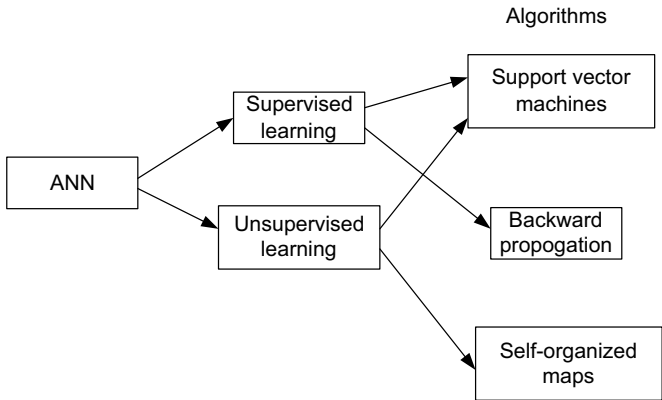 Algorithms
Support vector
machines
Supervised
learning
ANN
Unsupervised
learning
Backward
propogation
Self-organized
maps